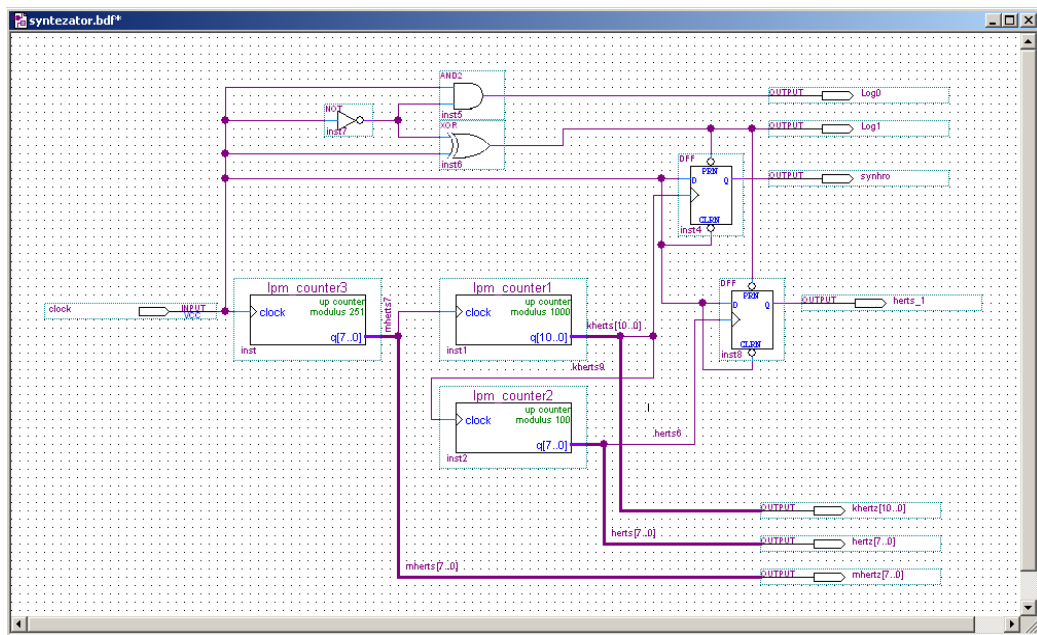 syntezator.bdf*
AND2
inst5
NOT
inst7
XOR
inst6
OUTPUT Log0
OUTPUT Log1
DFF
PRN
D Q
CLRN
inst4
OUTPUT synhro
clock INPUT
VCC
lpm_counter3
up counter
clock modulus 251
q[7..0]
inst
mherts7
lpm_counter1
up counter
clock modulus 1000
q[10..0]
inst1
kherts[10..0]
kherts9
DFF
PRN
D Q
CLRN
inst8
OUTPUT herts_1
lpm_counter2
up counter
clock modulus 100
q[7..0]
inst2
herts6
OUTPUT khertz[10..0]
herts[7..0]
OUTPUT hertz[7..0]
mherts[7..0]
OUTPUT mhertz[7..0]